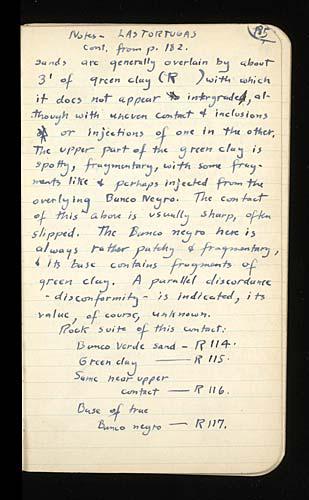 Notes - LAS TORTUGAS
195
cont. from p. 182.
sands are generally overlain by about
3' of green clay (R ) with which
it does not appear to intergrade, al-
though with uneven contact & inclusions
or injections of one in the other.
The upper part of the green clay is
spotty, fragmentary, with some frag-
ments like & perhaps injected from the
overlying Banco Negro. The contact
of this above is usually sharp, often
slipped. The Banco negro here is
always rather patchy & fragmentary,
& its base contains fragments of
green clay. A parallel discordance
- disconformity - is indicated, its
value, of course, unknown.
Rock suite of this contact:
Banco Verde sand - R 114.
Green clay —— R 115.
Same near upper
contact — R 116.
Base of true
Banco negro — R 117.